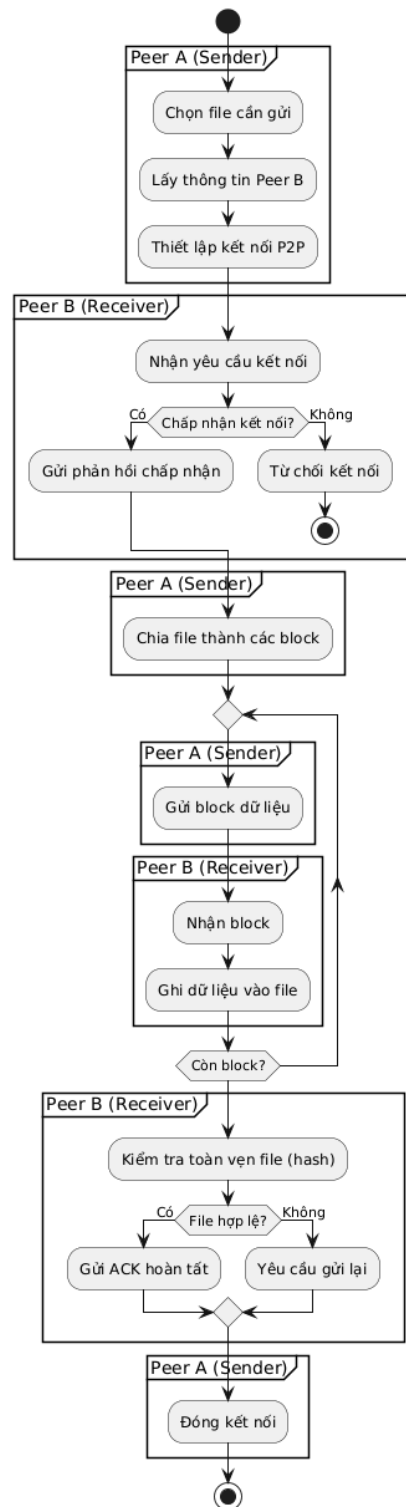 Peer A (Sender)
Chọn file cần gửi
Lấy thông tin Peer B
Thiết lập kết nối P2P
Peer B (Receiver)
Nhận yêu cầu kết nối
Có
Chấp nhận kết nối?
Không
Gửi phản hồi chấp nhận
Từ chối kết nối
Peer A (Sender)
Chia file thành các block
Peer A (Sender)
Gửi block dữ liệu
Peer B (Receiver)
Nhận block
Ghi dữ liệu vào file
Còn block?
Peer B (Receiver)
Kiểm tra toàn vẹn file (hash)
Có
File hợp lệ?
Không
Gửi ACK hoàn tất
Yêu cầu gửi lại
Peer A (Sender)
Đóng kết nối